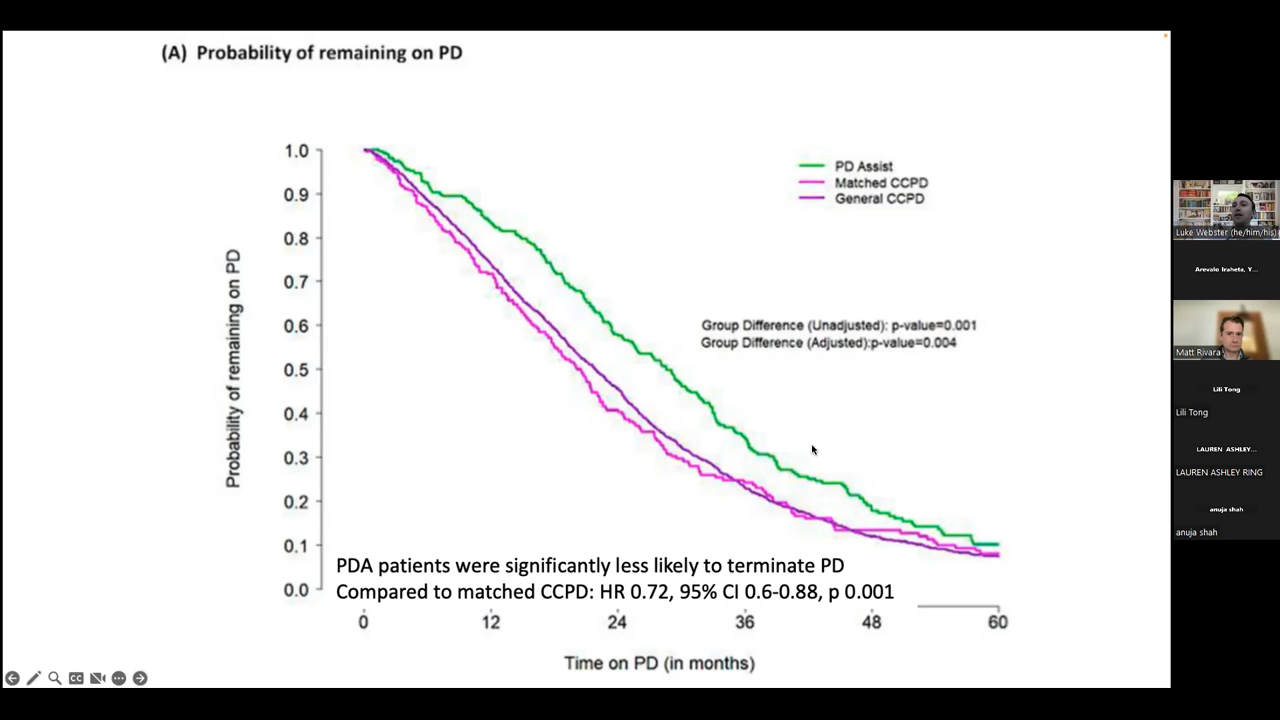 (A) Probability of remaining on PD
1.0
0.9
0.8
0.7
0.6
0.5
0.4
0.3
0.2
0.1
0.0
Probability of remaining on PD
PD Assist
Matched CCPD
General CCPD
Group Difference (Unadjusted): p-value=0.001
Group Difference (Adjusted):p-value=0.004
PDA patients were significantly less likely to terminate PD
Compared to matched CCPD: HR 0.72, 95% CI 0.6-0.88, p 0.001
0 12 24 36 48 60
Time on PD (in months)
CC
Luke Webster (he/him/his)
Arevalo Iraheta, Y...
Matt Rivara
Lili Tong
Lili Tong
LAUREN ASHLEY...
LAUREN ASHLEY RING
anuja shah
anuja shah